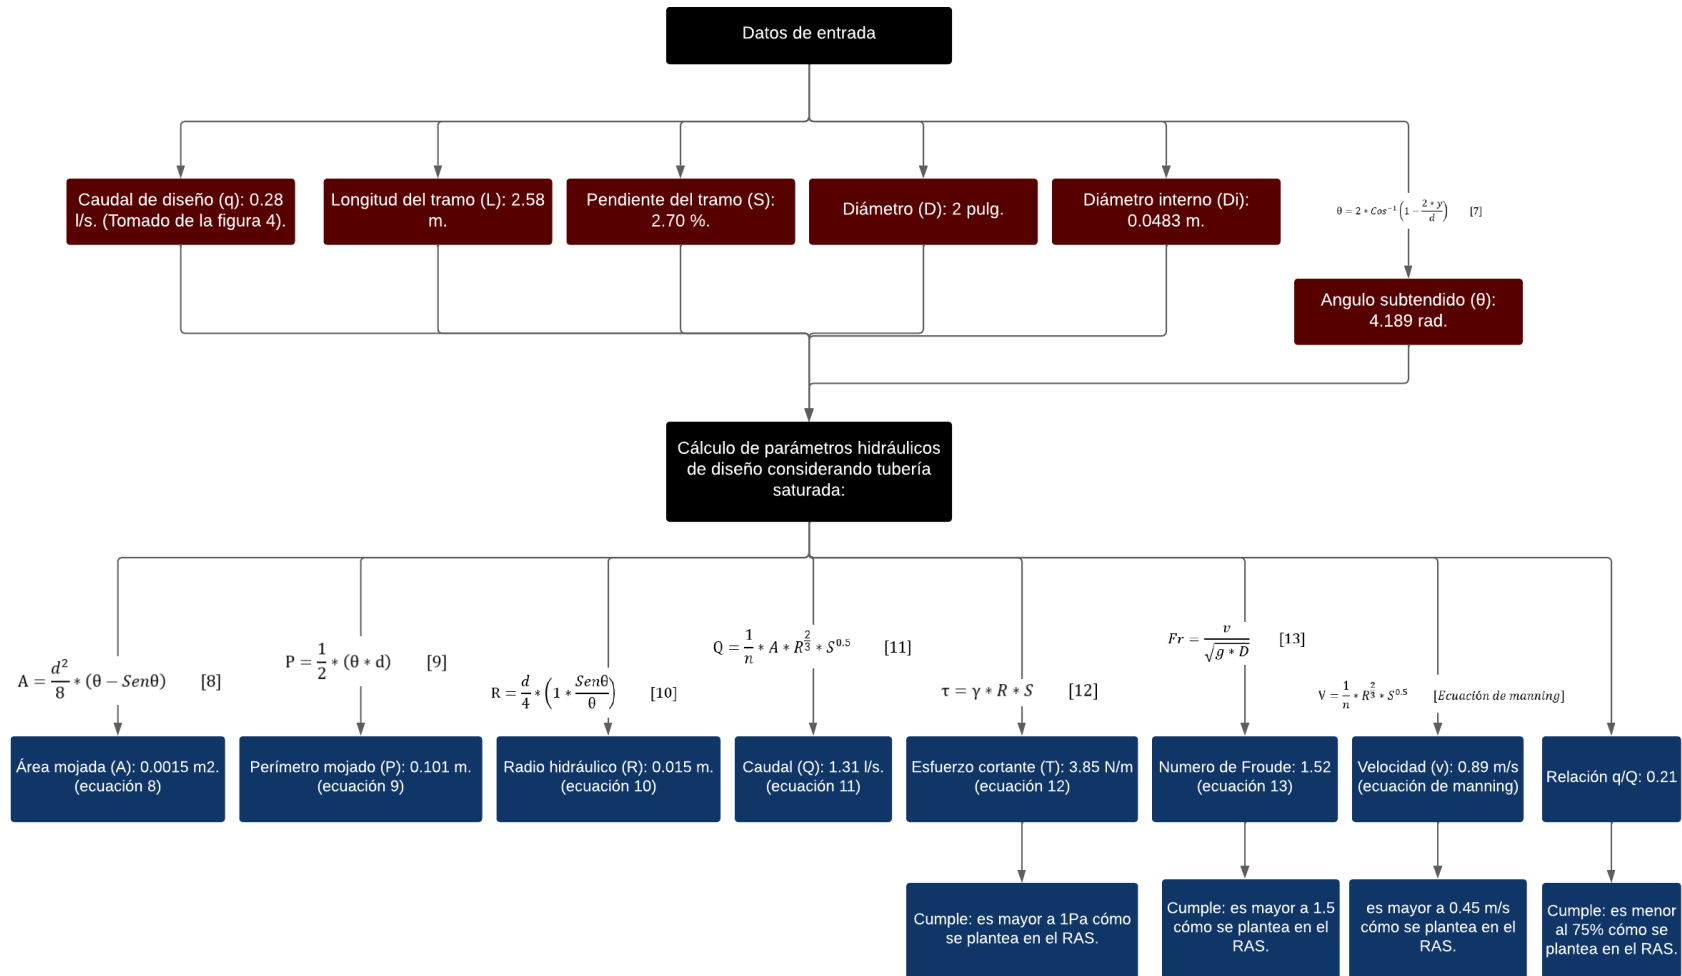 Datos de entrada
Caudal de diseño (q): 0.28
l/s. (Tomado de la figura 4).
Longitud del tramo (L): 2.58
m.
Pendiente del tramo (S):
2.70 %.
Diámetro (D): 2 pulg.
Diámetro interno (Di):
0.0483 m.
θ = 2 * Cos⁻¹ (1 − (2 * y)/d) [7]
Angulo subtendido (θ):
4.189 rad.
Cálculo de parámetros hidráulicos
de diseño considerando tubería
saturada:
A = d²/8 * (θ − Senθ) [8]
P = 1/2 * (θ * d) [9]
R = d/4 * (1 * Senθ/θ) [10]
Q = 1/n * A * R^(2/3) * S^0.5 [11]
τ = γ * R * S [12]
Fr = v/√(g * D) [13]
V = 1/n * R^(2/3) * S^0.5 [Ecuación de manning]
Área mojada (A): 0.0015 m2.
(ecuación 8)
Perímetro mojado (P): 0.101 m.
(ecuación 9)
Radio hidráulico (R): 0.015 m.
(ecuación 10)
Caudal (Q): 1.31 l/s.
(ecuación 11)
Esfuerzo cortante (T): 3.85 N/m
(ecuación 12)
Numero de Froude: 1.52
(ecuación 13)
Velocidad (v): 0.89 m/s
(ecuación de manning)
Relación q/Q: 0.21
Cumple: es mayor a 1Pa cómo
se plantea en el RAS.
Cumple: es mayor a 1.5
cómo se plantea en el
RAS.
es mayor a 0.45 m/s
cómo se plantea en el
RAS.
Cumple: es menor
al 75% cómo se
plantea en el RAS.